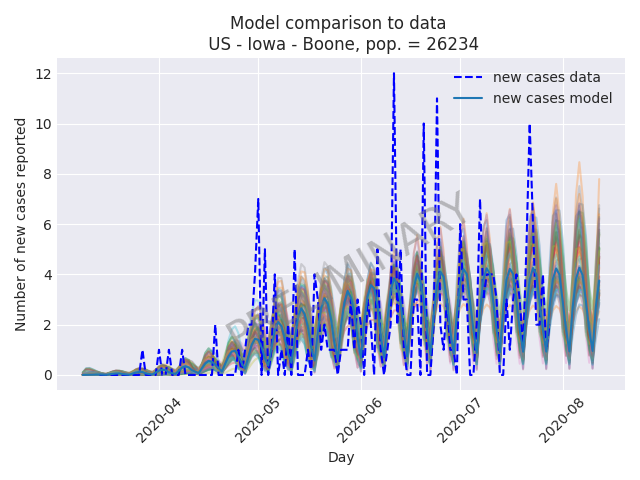 Model comparison to data
US - Iowa - Boone, pop. = 26234
12
10
8
6
4
2
0
Number of new cases reported
new cases data
new cases model
PRELIMINARY
2020-04
2020-05
2020-06
2020-07
2020-08
Day